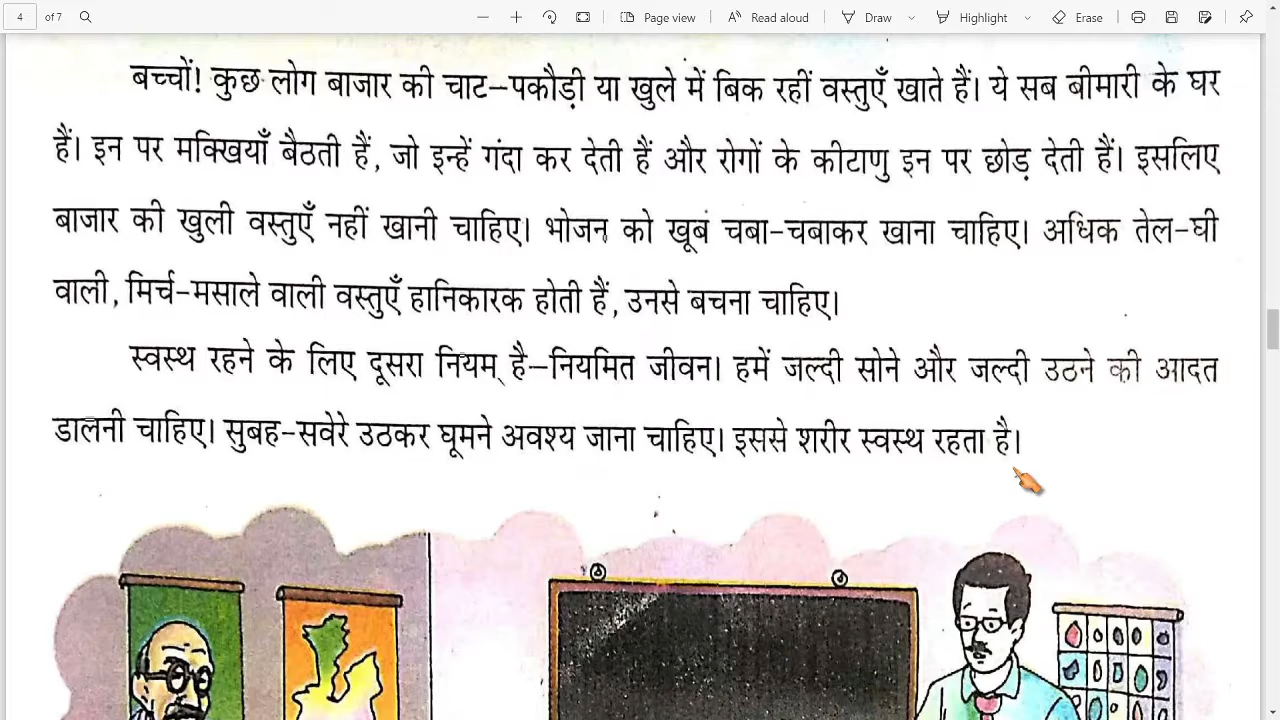 4 of 7 Page view Read aloud Draw Highlight Erase
बच्चों! कुछ लोग बाजार की चाट-पकौड़ी या खुले में बिक रहीं वस्तुएँ खाते हैं। ये सब बीमारी के घर
हैं। इन पर मक्खियाँ बैठती हैं, जो इन्हें गंदा कर देती हैं और रोगों के कीटाणु इन पर छोड़ देती हैं। इसलिए
बाजार की खुली वस्तुएँ नहीं खानी चाहिए। भोजन को खूब चबा-चबाकर खाना चाहिए। अधिक तेल-घी
वाली, मिर्च-मसाले वाली वस्तुएँ हानिकारक होती हैं, उनसे बचना चाहिए।
स्वस्थ रहने के लिए दूसरा नियम है-नियमित जीवन। हमें जल्दी सोने और जल्दी उठने की आदत
डालनी चाहिए। सुबह-सवेरे उठकर घूमने अवश्य जाना चाहिए। इससे शरीर स्वस्थ रहता है।